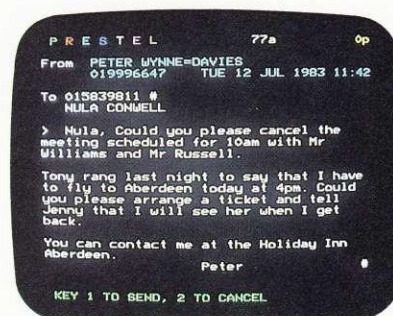 PRESTEL 77a 0p
From PETER WYNNE=DAVIES
019996647 TUE 12 JUL 1983 11:42
To 015839811 #
NULA CONWELL
> Nula, Could you please cancel the
meeting scheduled for 10am with Mr
Williams and Mr Russell.
Tony rang last night to say that I have
to fly to Aberdeen today at 4pm. Could
you please arrange a ticket and tell
Jenny that I will see her when I get
back.
You can contact me at the Holiday Inn
Aberdeen.
Peter #
KEY 1 TO SEND, 2 TO CANCEL